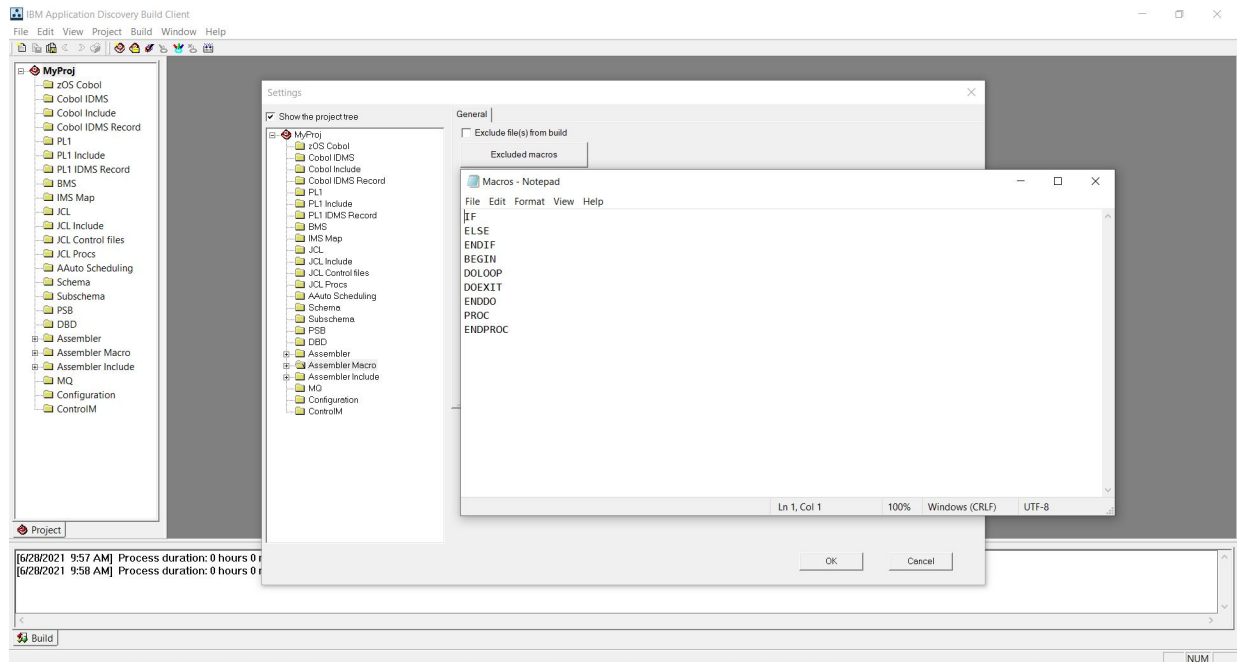 IBM Application Discovery Build Client
File Edit View Project Build Window Help
MyProj
zOS Cobol
Cobol IDMS
Cobol Include
Cobol IDMS Record
PL1
PL1 Include
PL1 IDMS Record
BMS
IMS Map
JCL
JCL Include
JCL Control files
JCL Procs
AAuto Scheduling
Schema
Subschema
PSB
DBD
Assembler
Assembler Macro
Assembler Include
MQ
Configuration
ControlM
Project
Settings
Show the project tree
MyProj
zOS Cobol
Cobol IDMS
Cobol Include
Cobol IDMS Record
PL1
PL1 Include
PL1 IDMS Record
BMS
IMS Map
JCL
JCL Include
JCL Control files
JCL Procs
AAuto Scheduling
Schema
Subschema
PSB
DBD
Assembler
Assembler Macro
Assembler Include
MQ
Configuration
ControlM
General
Exclude file(s) from build
Excluded macros
Macros - Notepad
File Edit Format View Help
IF
ELSE
ENDIF
BEGIN
DOLOOP
DOEXIT
ENDDO
PROC
ENDPROC
Ln 1, Col 1 100% Windows (CRLF) UTF-8
OK Cancel
[6/28/2021 9:57 AM] Process duration: 0 hours 0
[6/28/2021 9:58 AM] Process duration: 0 hours 0
Build
NUM